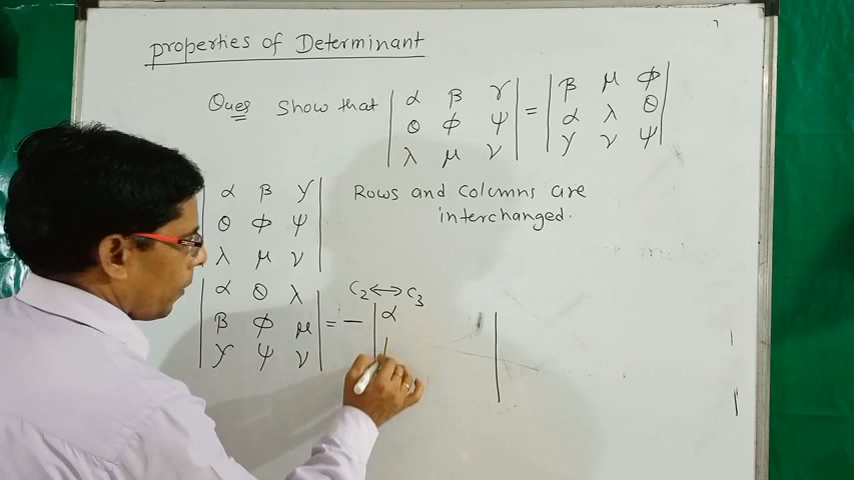 properties of Determinant
Ques Show that | α β γ | = | β μ ϕ |
| θ ϕ ψ | | α λ θ |
| λ μ ν | | γ ν ψ |
| α β γ | Rows and columns are
| θ ϕ ψ | interchanged.
| λ μ ν |
| α θ λ | C2 ↔ C3
| β ϕ μ | = − | α
| γ ψ ν |